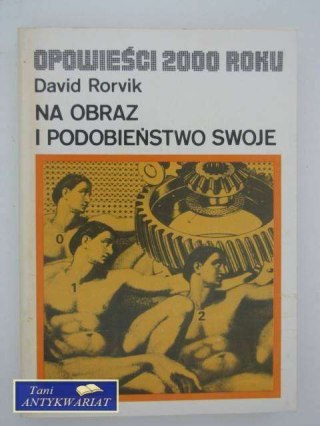 OPOWIEŚCI 2000 ROKU
David Rorvik
NA OBRAZ
I PODOBIEŃSTWO SWOJE
0
1
2
Tani
ANTYKWARIAT